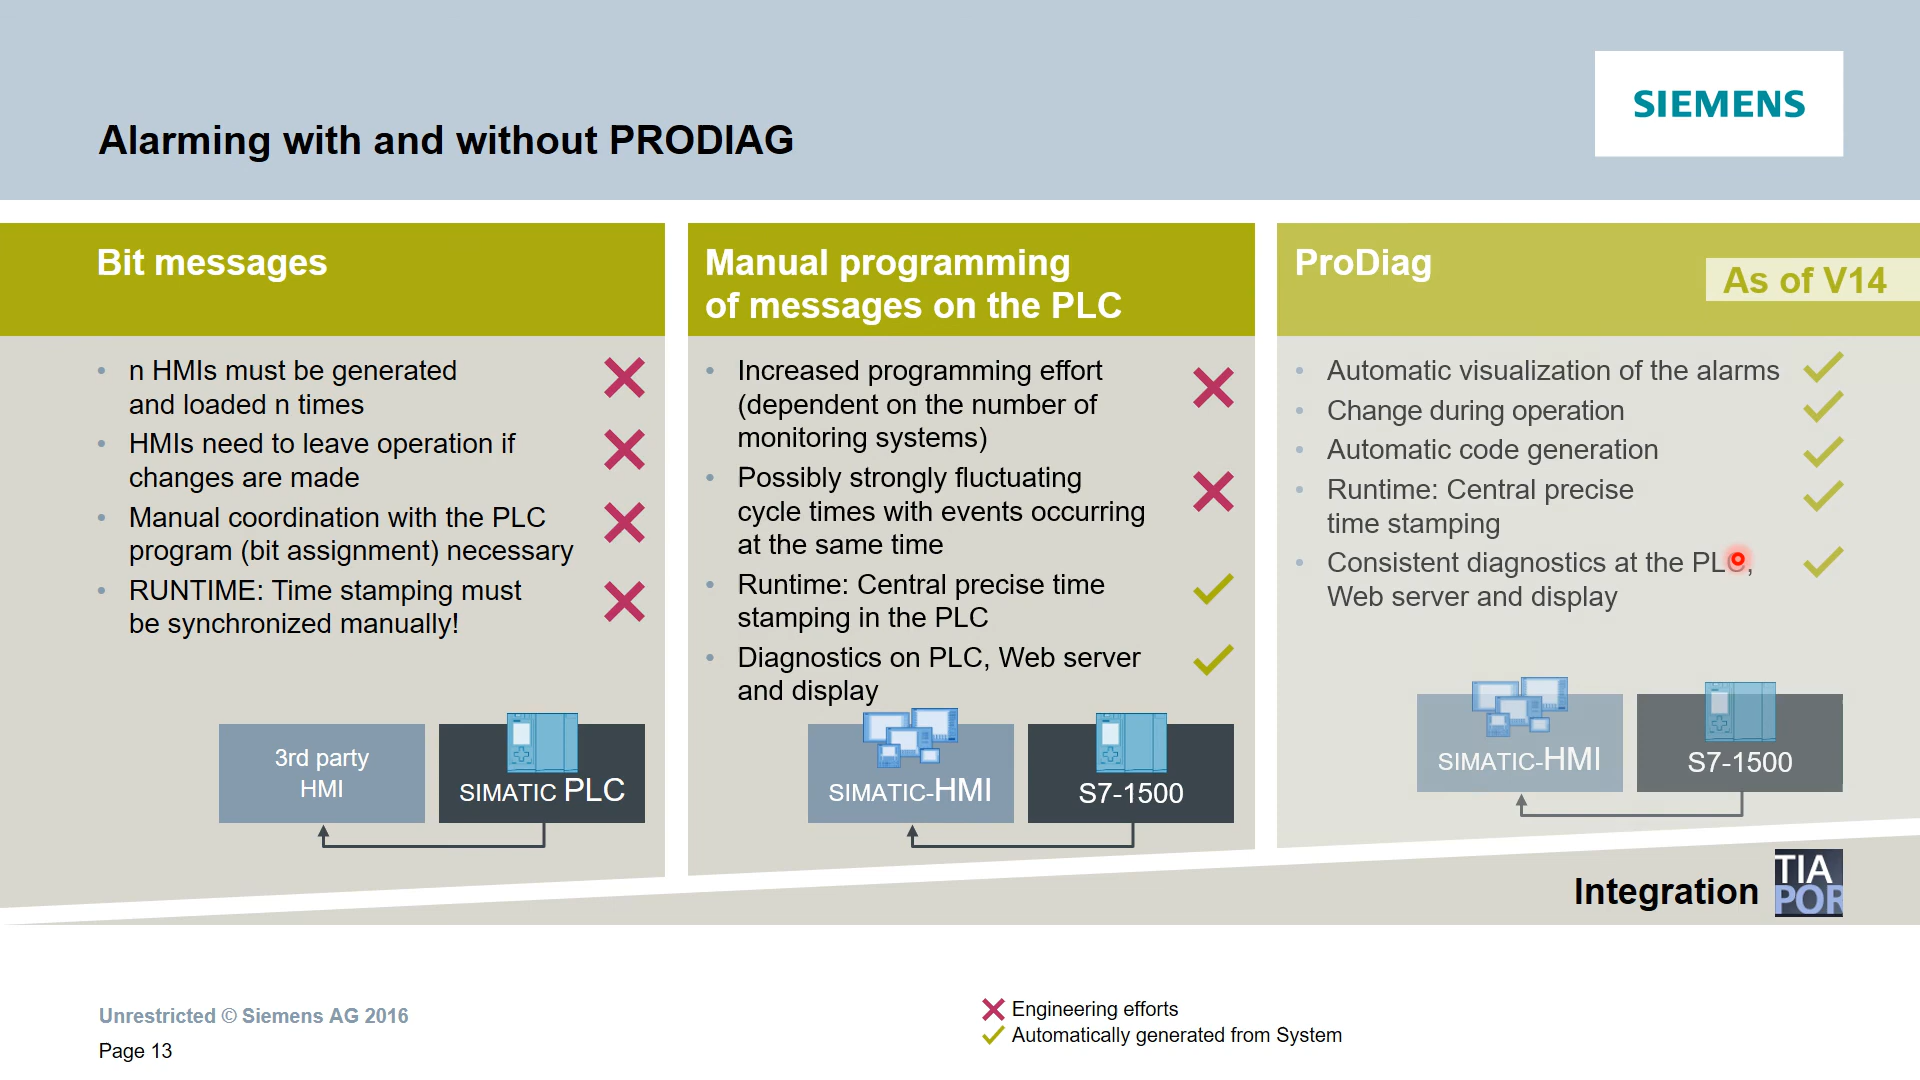 SIEMENS
Alarming with and without PRODIAG
Bit messages
• n HMIs must be generated
and loaded n times
• HMIs need to leave operation if
changes are made
• Manual coordination with the PLC
program (bit assignment) necessary
• RUNTIME: Time stamping must
be synchronized manually!
3rd party
HMI
SIMATIC PLC
Manual programming
of messages on the PLC
• Increased programming effort
(dependent on the number of
monitoring systems)
• Possibly strongly fluctuating
cycle times with events occurring
at the same time
• Runtime: Central precise time
stamping in the PLC
• Diagnostics on PLC, Web server
and display
SIMATIC-HMI
S7-1500
ProDiag
As of V14
• Automatic visualization of the alarms
• Change during operation
• Automatic code generation
• Runtime: Central precise
time stamping
• Consistent diagnostics at the PLC,
Web server and display
SIMATIC-HMI
S7-1500
Integration
TIA
POR
Unrestricted © Siemens AG 2016
Page 13
Engineering efforts
Automatically generated from System